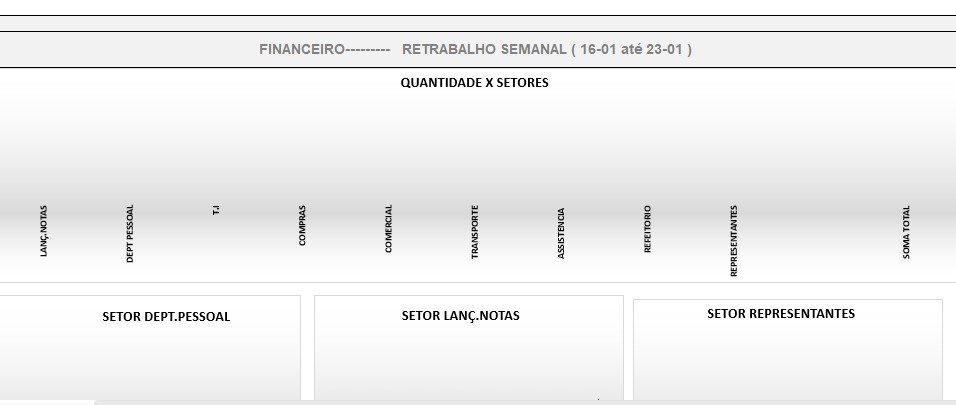 FINANCEIRO--------- RETRABALHO SEMANAL ( 16-01 até 23-01 )
QUANTIDADE X SETORES
LANÇ.NOTAS
DEPT PESSOAL
T.I
COMPRAS
COMERCIAL
TRANSPORTE
ASSISTENCIA
REFEITORIO
REPRESENTANTES
SOMA TOTAL
SETOR DEPT.PESSOAL
SETOR LANÇ.NOTAS
SETOR REPRESENTANTES